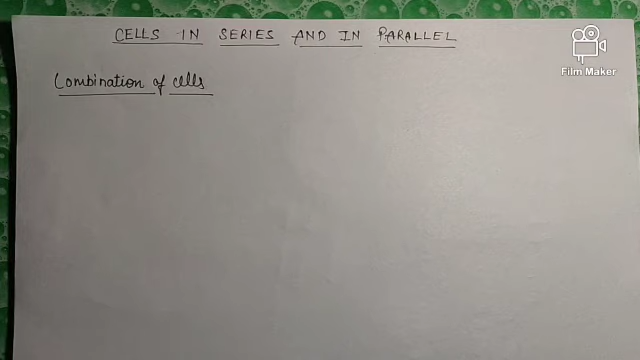 CELLS IN SERIES AND IN PARALLEL
Combination of cells
Film Maker